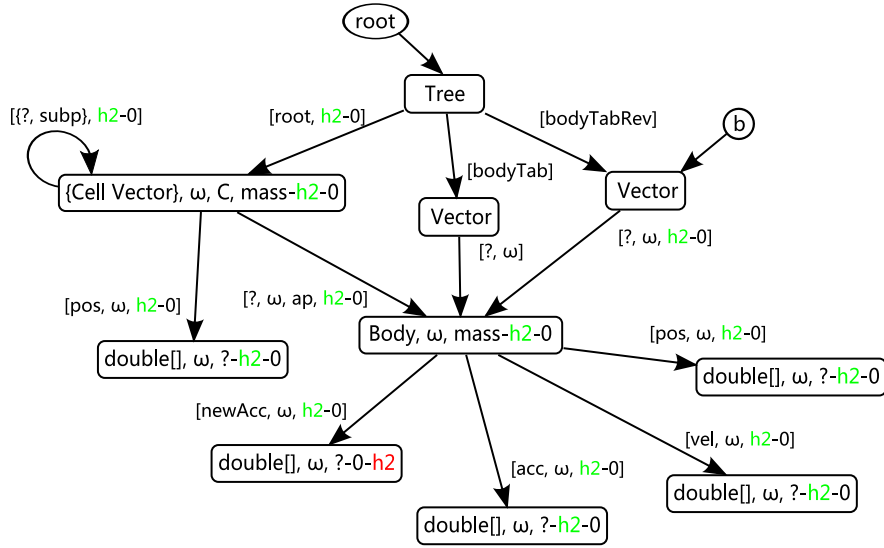 root
Tree
[{?, subp}, h2-0]
[root, h2-0]
[bodyTabRev]
b
[bodyTab]
{Cell Vector}, ω, C, mass-h2-0
Vector
Vector
[?, ω]
[?, ω, h2-0]
[pos, ω, h2-0]
[?, ω, ap, h2-0]
Body, ω, mass-h2-0
[pos, ω, h2-0]
double[], ω, ?-h2-0
double[], ω, ?-h2-0
[newAcc, ω, h2-0]
[vel, ω, h2-0]
double[], ω, ?-0-h2
[acc, ω, h2-0]
double[], ω, ?-h2-0
double[], ω, ?-h2-0